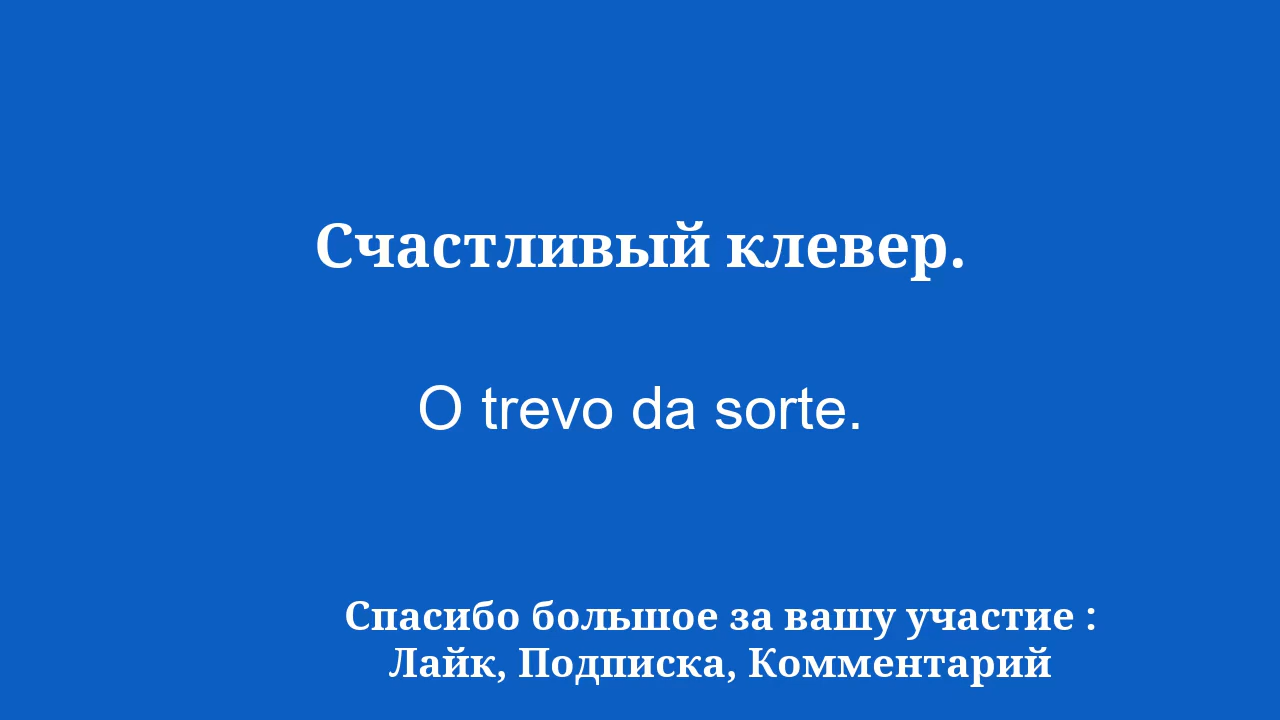 Счастливый клевер.
O trevo da sorte.
Спасибо большое за вашу участие :
Лайк, Подписка, Комментарий